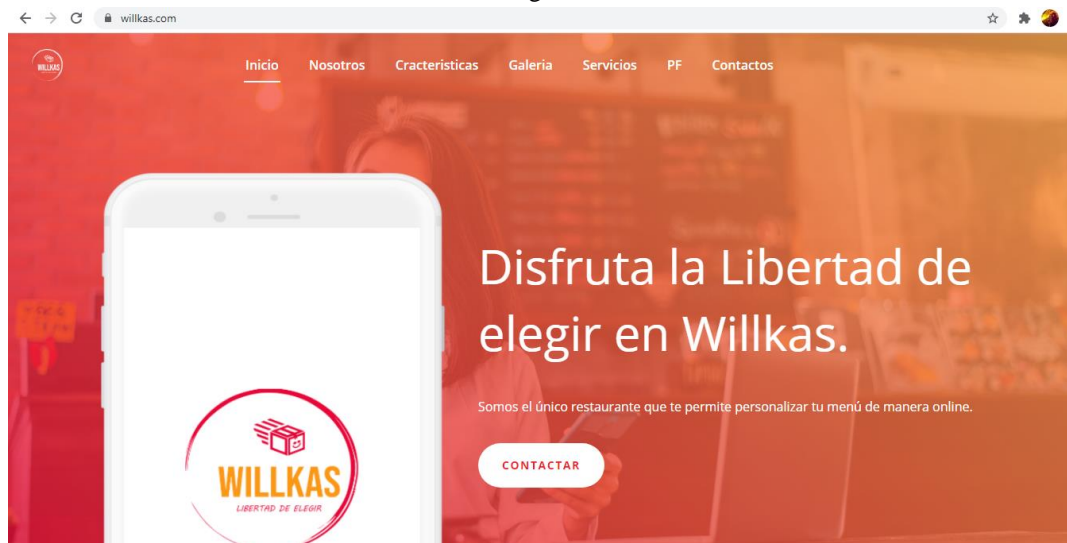 willkas.com
WILLKAS
Inicio Nosotros Cracteristicas Galeria Servicios PF Contactos
Disfruta la Libertad de
elegir en Willkas.
Somos el único restaurante que te permite personalizar tu menú de manera online.
CONTACTAR
WILLKAS
LIBERTAD DE ELEGIR